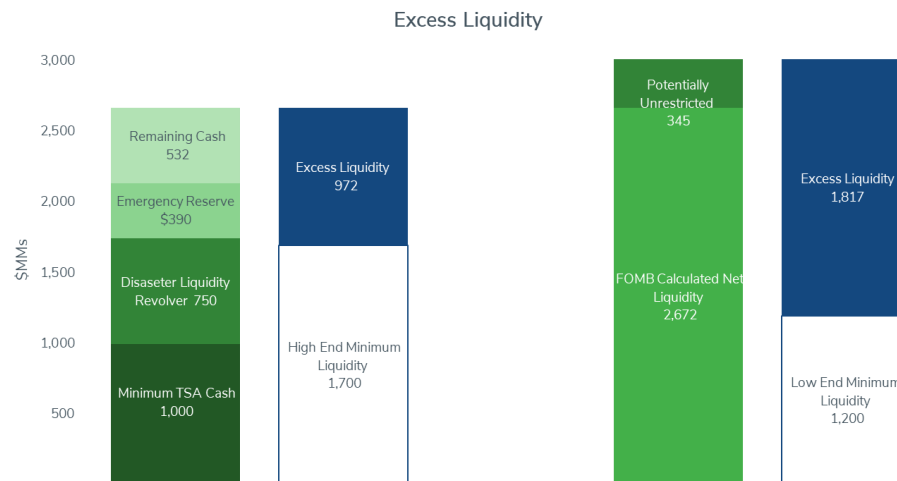 Excess Liquidity
3,000
2,500
2,000
1,500
1,000
500
$MMs
Remaining Cash
532
Emergency Reserve
$390
Disaseter Liquidity
Revolver 750
Minimum TSA Cash
1,000
Excess Liquidity
972
High End Minimum
Liquidity
1,700
Potentially
Unrestricted
345
FOMB Calculated Net
Liquidity
2,672
Excess Liquidity
1,817
Low End Minimum
Liquidity
1,200